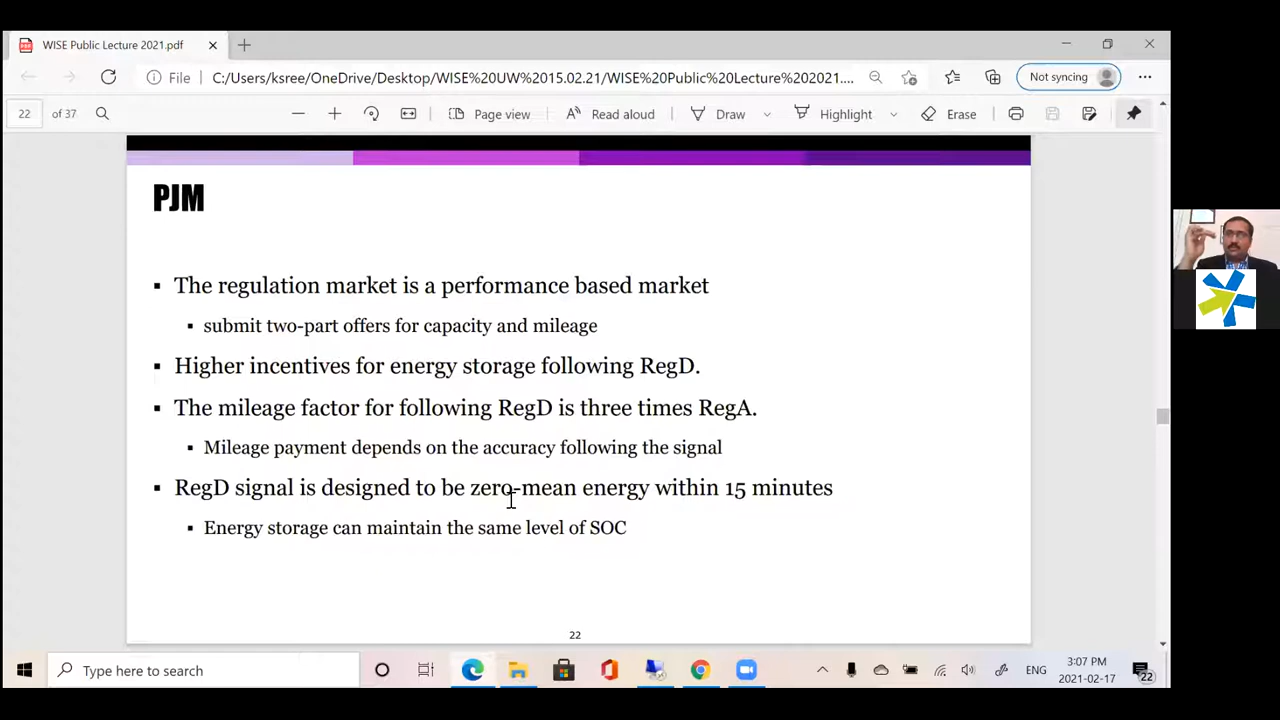 WISE Public Lecture 2021.pdf
File C:/Users/ksree/OneDrive/Desktop/WISE%20UW%2015.02.21/WISE%20Public%20Lecture%202021.... Not syncing
22 of 37 Page view Read aloud Draw Highlight Erase
PJM
The regulation market is a performance based market
submit two-part offers for capacity and mileage
Higher incentives for energy storage following RegD.
The mileage factor for following RegD is three times RegA.
Mileage payment depends on the accuracy following the signal
RegD signal is designed to be zero-mean energy within 15 minutes
Energy storage can maintain the same level of SOC
22
Type here to search ENG 3:07 PM
2021-02-17 22